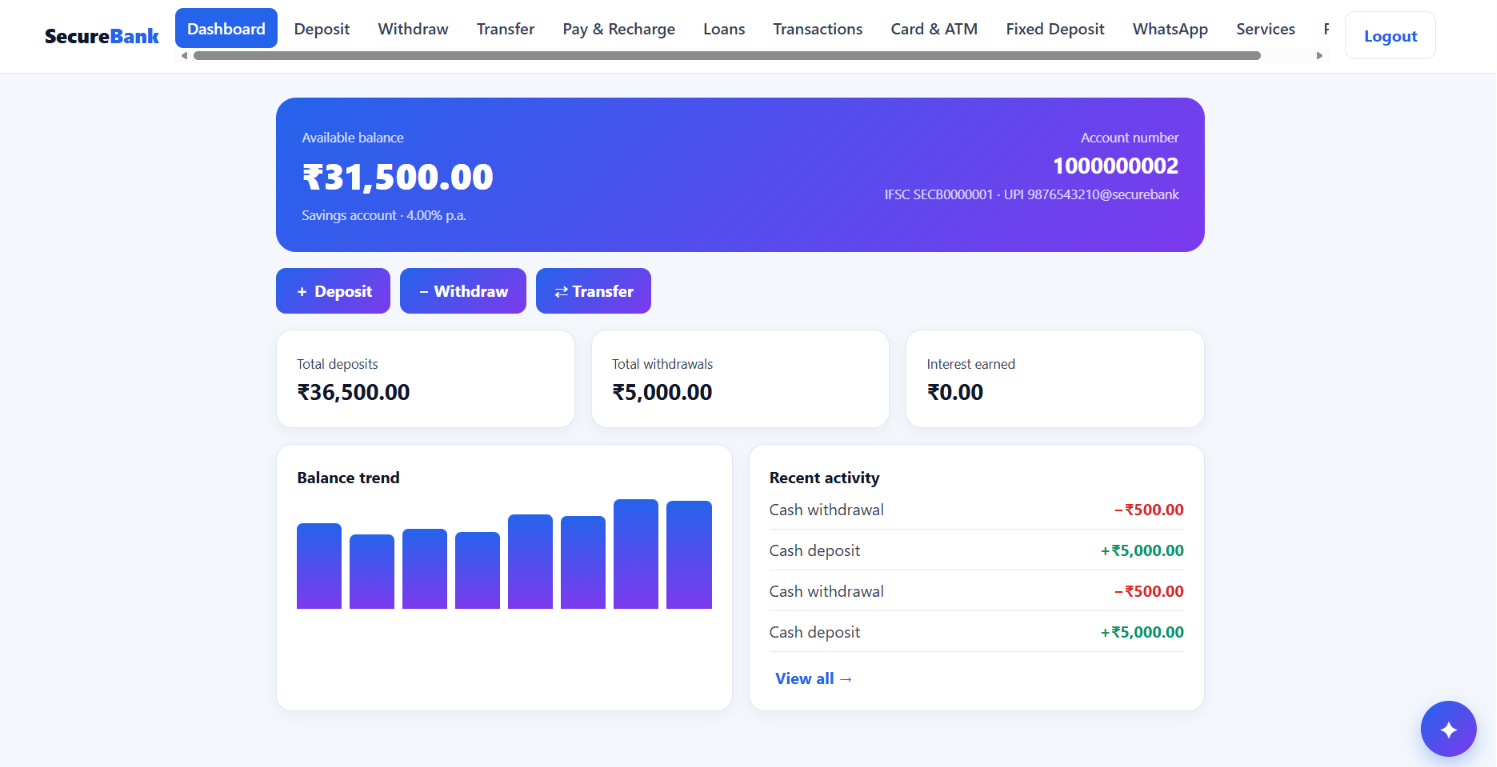 SecureBank
Dashboard Deposit Withdraw Transfer Pay & Recharge Loans Transactions Card & ATM Fixed Deposit WhatsApp Services
Logout
Available balance
₹31,500.00
Savings account · 4.00% p.a.
Account number
1000000002
IFSC SECB0000001 · UPI 9876543210@securebank
+ Deposit
− Withdraw
⇄ Transfer
Total deposits
₹36,500.00
Total withdrawals
₹5,000.00
Interest earned
₹0.00
Balance trend
Recent activity
Cash withdrawal −₹500.00
Cash deposit +₹5,000.00
Cash withdrawal −₹500.00
Cash deposit +₹5,000.00
View all →